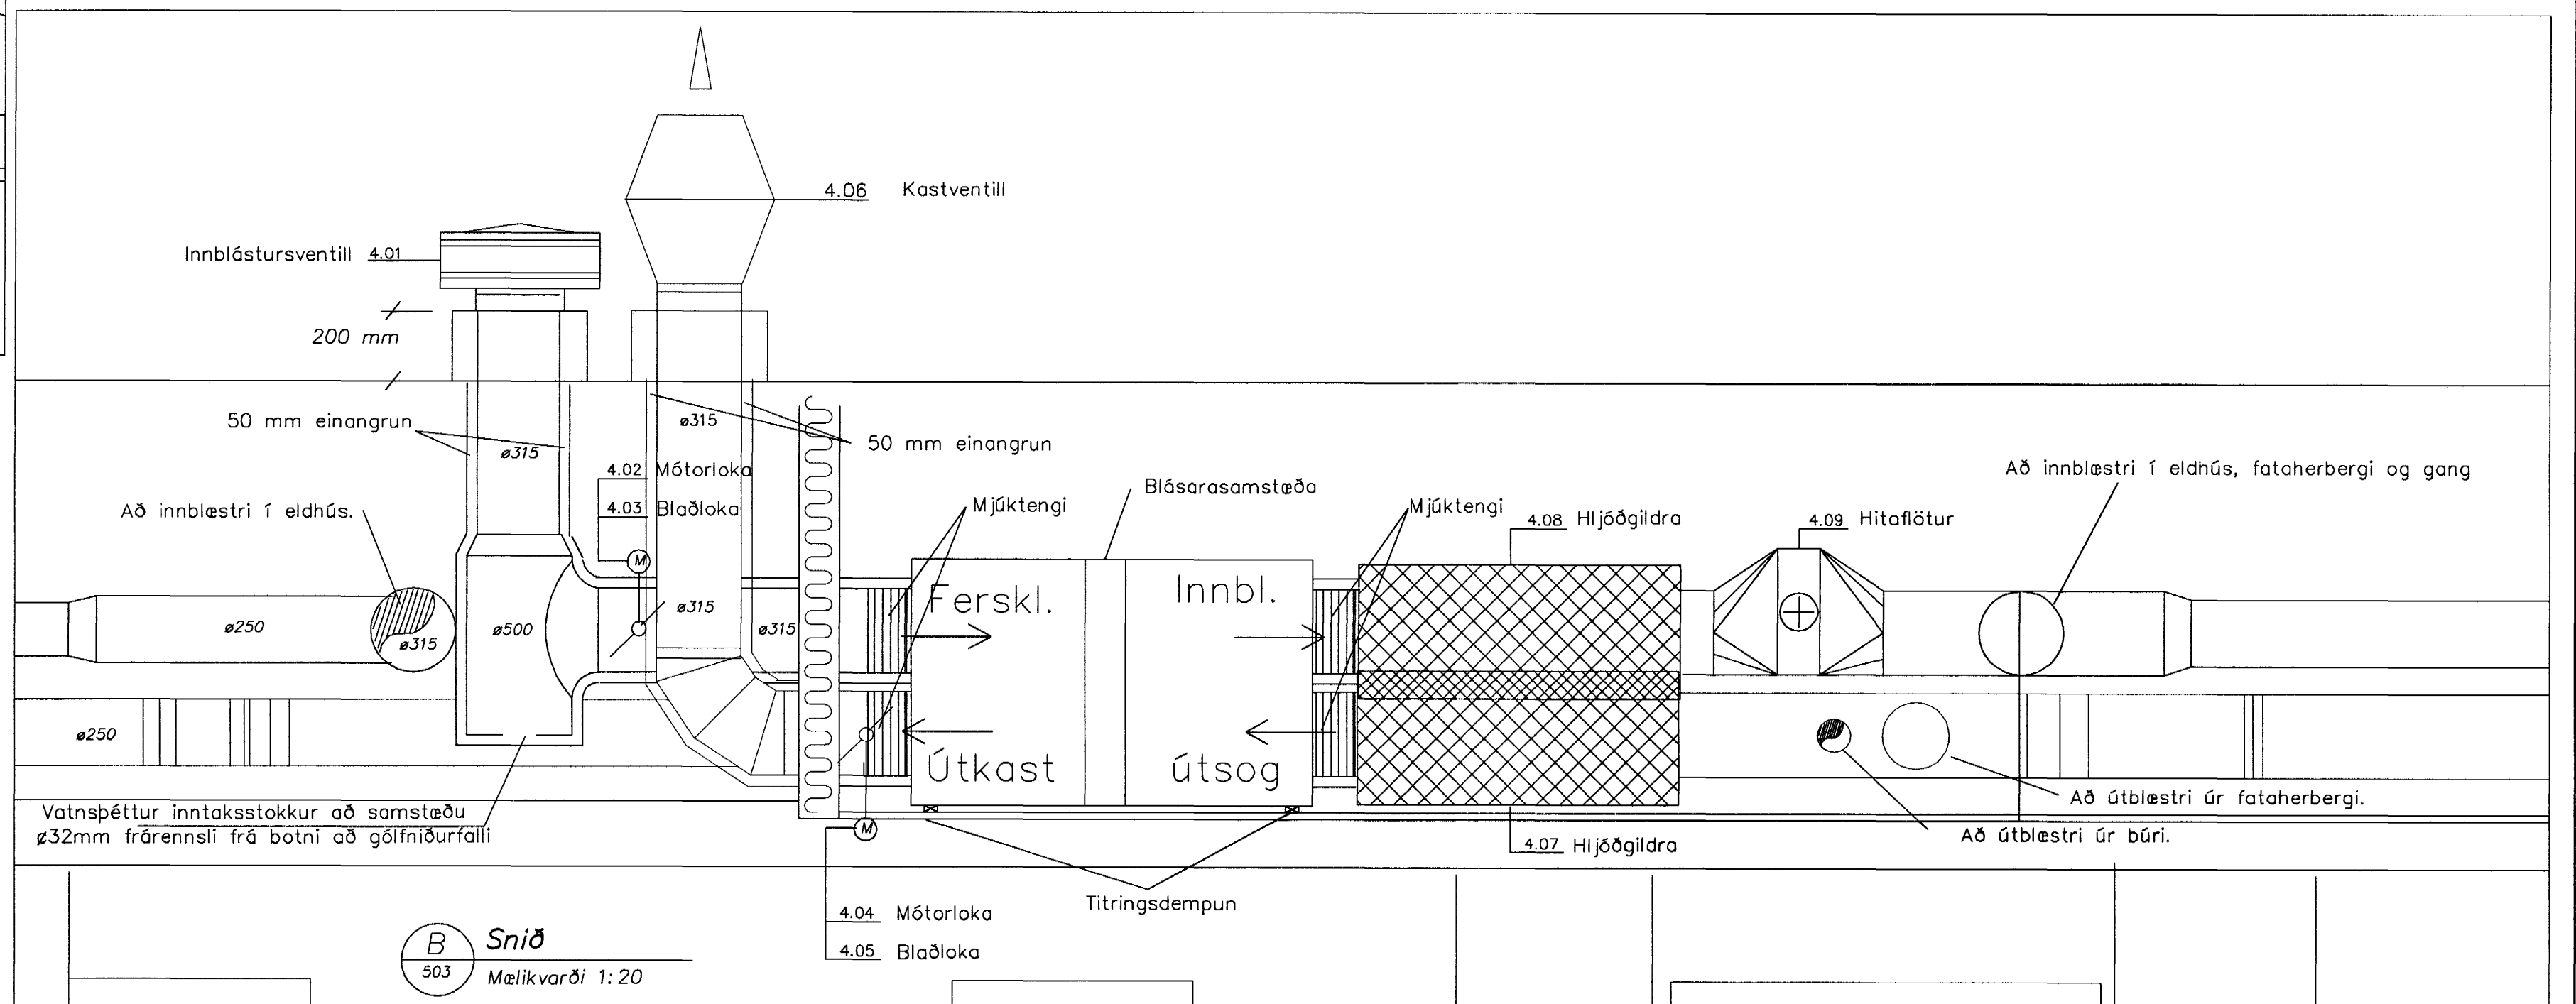 4.06 Kastventill
Innblástursventill 4.01
200 mm
50 mm einangrun
ø315
ø315
50 mm einangrun
4.02 Mótorloka
4.03 Blaðloka
Að innblæstri í eldhús.
Mjúktengi
Blásarasamstæða
Mjúktengi
4.08 Hljóðgildra
4.09 Hitaflötur
Að innblæstri í eldhús, fataherbergi og gang
M
ø250
ø315
ø500
ø315
ø315
Ferskl.
Innbl.
ø250
Útkast
útsog
Vatnsþéttur inntaksstokkur að samstæðu
ø32mm frárennsli frá botni að gólfniðurfalli
M
Að útblæstri úr fataherbergi.
Að útblæstri úr búri.
4.07 Hljóðgildra
Titringsdempun
4.04 Mótorloka
4.05 Blaðloka
B
503
Snið
Mælikvarði 1:20